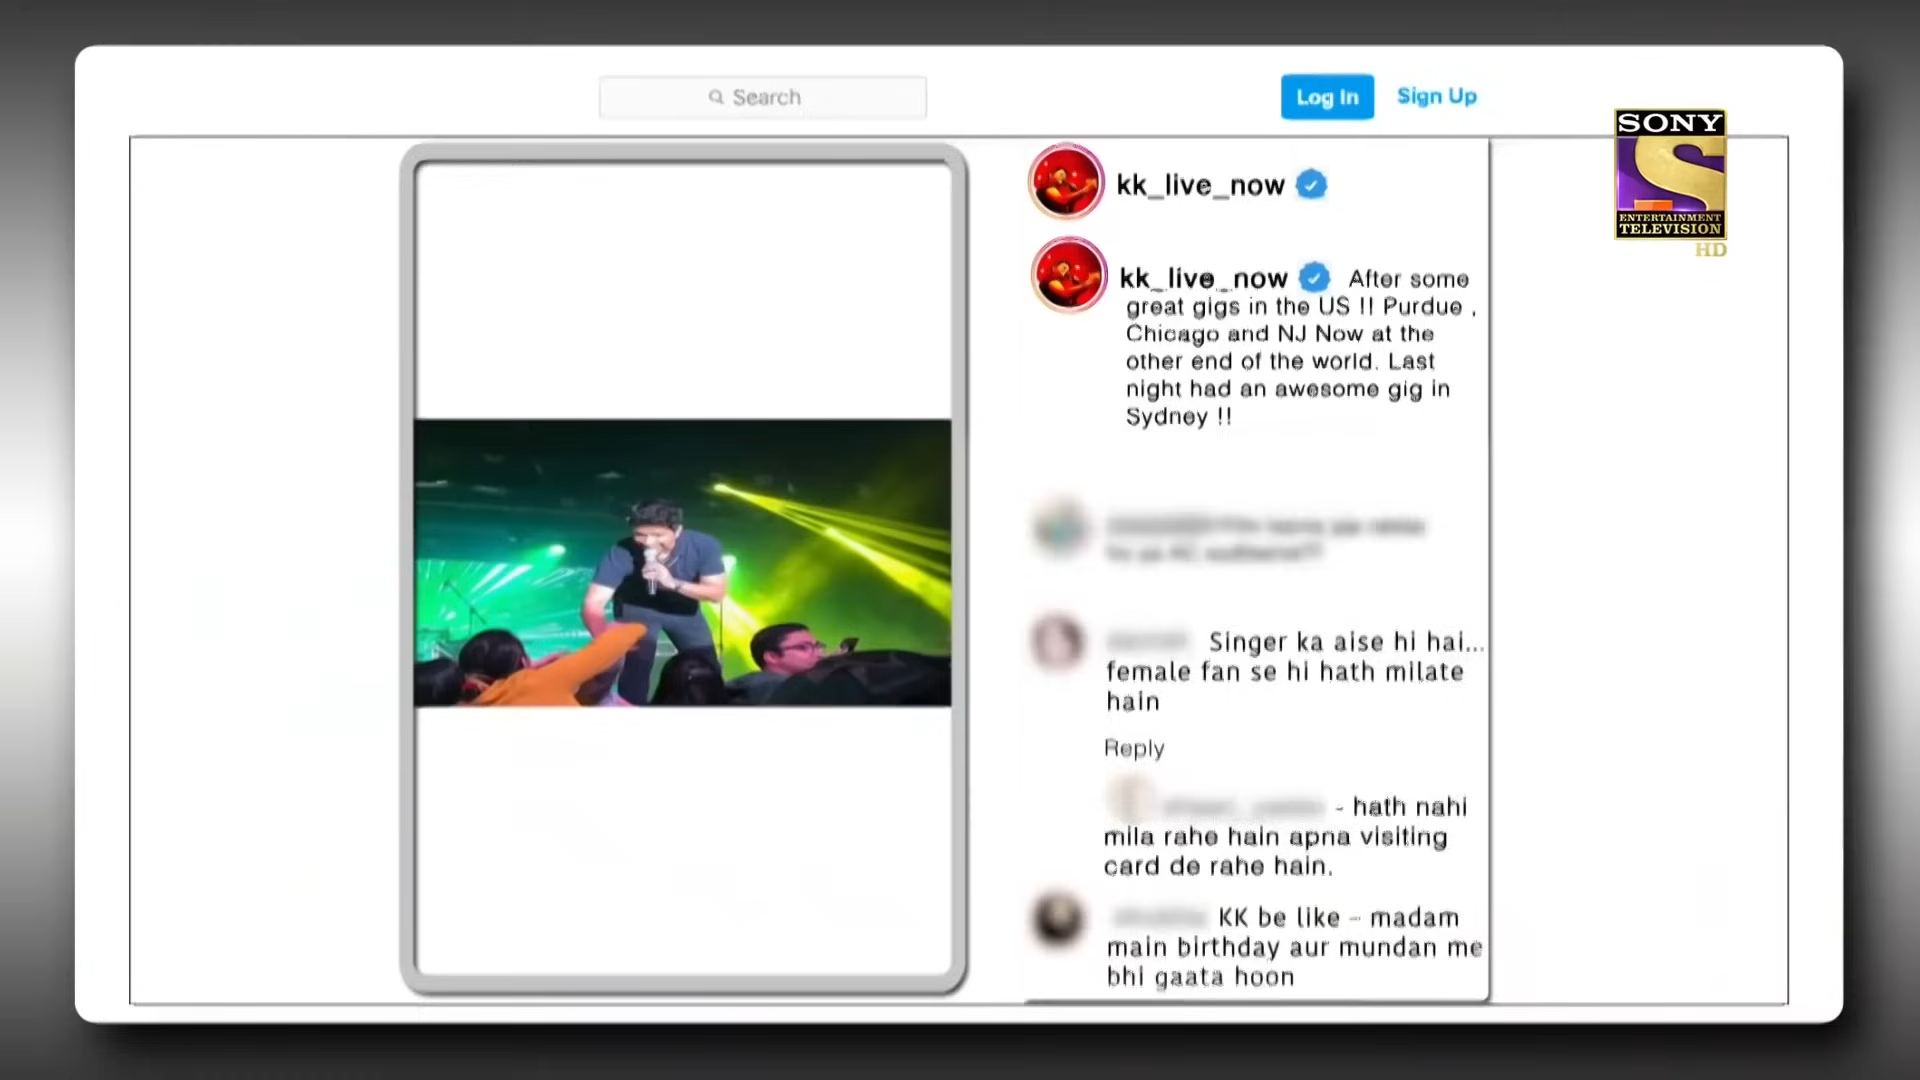 Search
Log In
Sign Up
SONY
ENTERTAINMENT
TELEVISION
HD
kk_live_now
kk_live_now After some
great gigs in the US !! Purdue ,
Chicago and NJ Now at the
other end of the world. Last
night had an awesome gig in
Sydney !!
Singer ka aise hi hai...
female fan se hi hath milate
hain
Reply
- hath nahi
mila rahe hain apna visiting
card de rahe hain.
KK be like - madam
main birthday aur mundan me
bhi gaata hoon